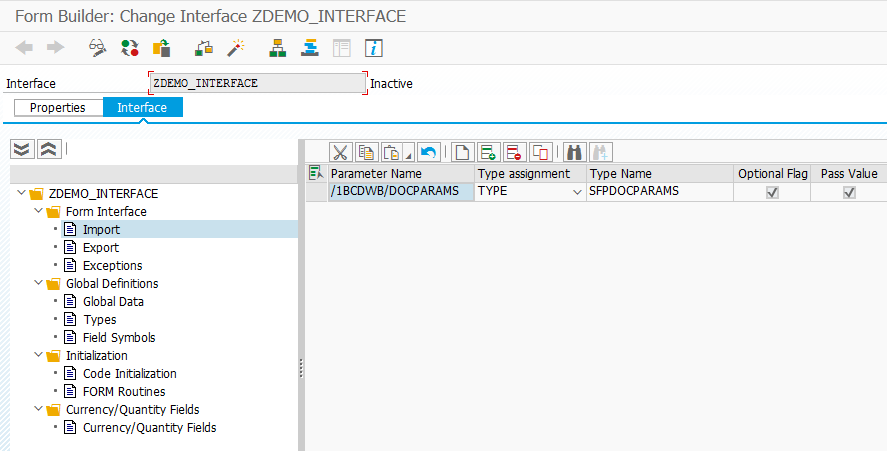 Form Builder: Change Interface ZDEMO_INTERFACE
Interface ZDEMO_INTERFACE Inactive
Properties Interface
Parameter Name Type assignment Type Name Optional Flag Pass Value
/1BCDWB/DOCPARAMS TYPE SFPDOCPARAMS
ZDEMO_INTERFACE
Form Interface
Import
Export
Exceptions
Global Definitions
Global Data
Types
Field Symbols
Initialization
Code Initialization
FORM Routines
Currency/Quantity Fields
Currency/Quantity Fields